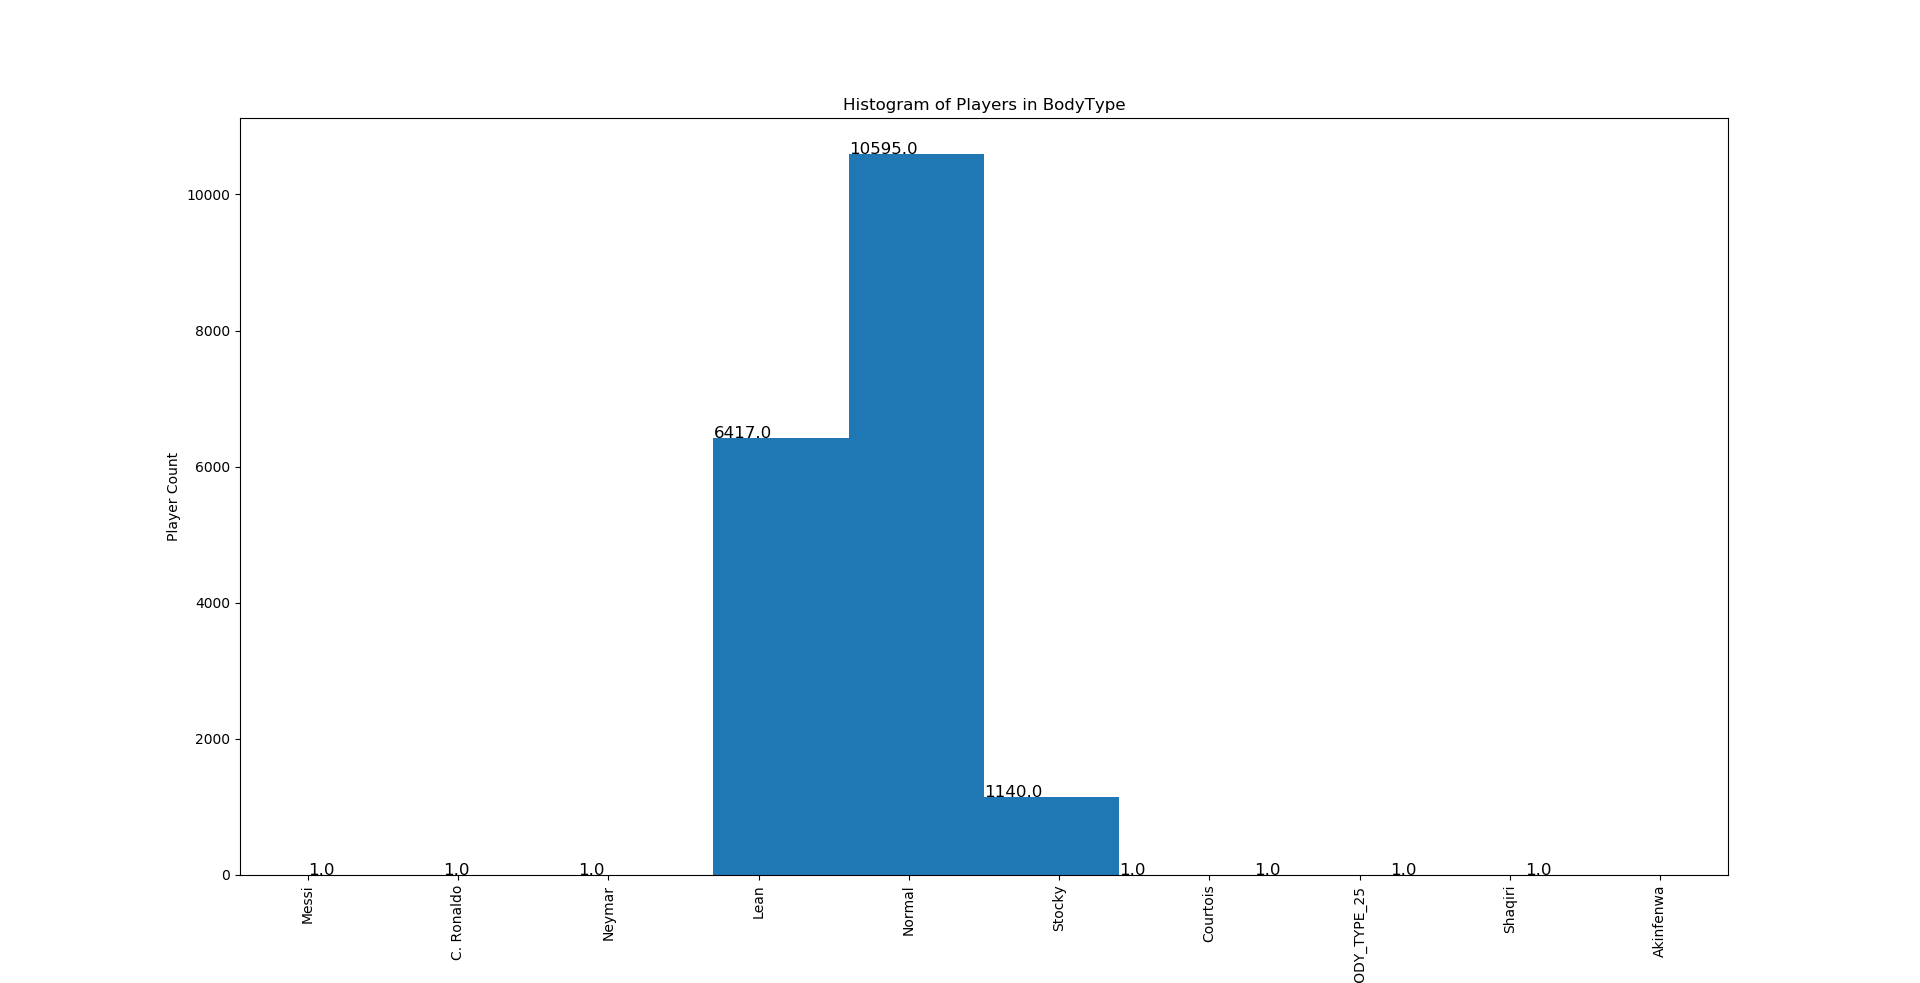 Histogram of Players in BodyType
10595.0
10000
8000
6417.0
6000
Player Count
4000
2000
1140.0
0
1.0
1.0
1.0
1.0
1.0
1.0
1.0
Messi
C. Ronaldo
Neymar
Lean
Normal
Stocky
Courtois
ODY_TYPE_25
Shaqiri
Akinfenwa